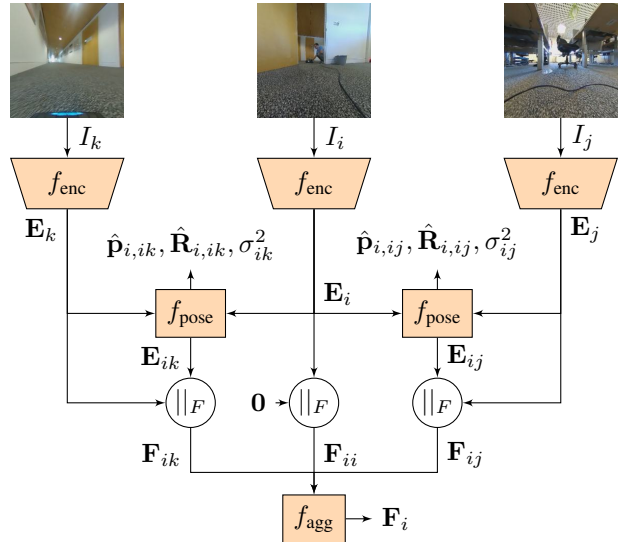 I_k I_i I_j
f_enc f_enc f_enc
E_k E_j
p̂_{i,ik}, R̂_{i,ik}, σ²_{ik} p̂_{i,ij}, R̂_{i,ij}, σ²_{ij}
E_i
f_pose f_pose
E_{ik} E_{ij}
||_F 0 ||_F ||_F
F_{ik} F_{ii} F_{ij}
f_agg F_i